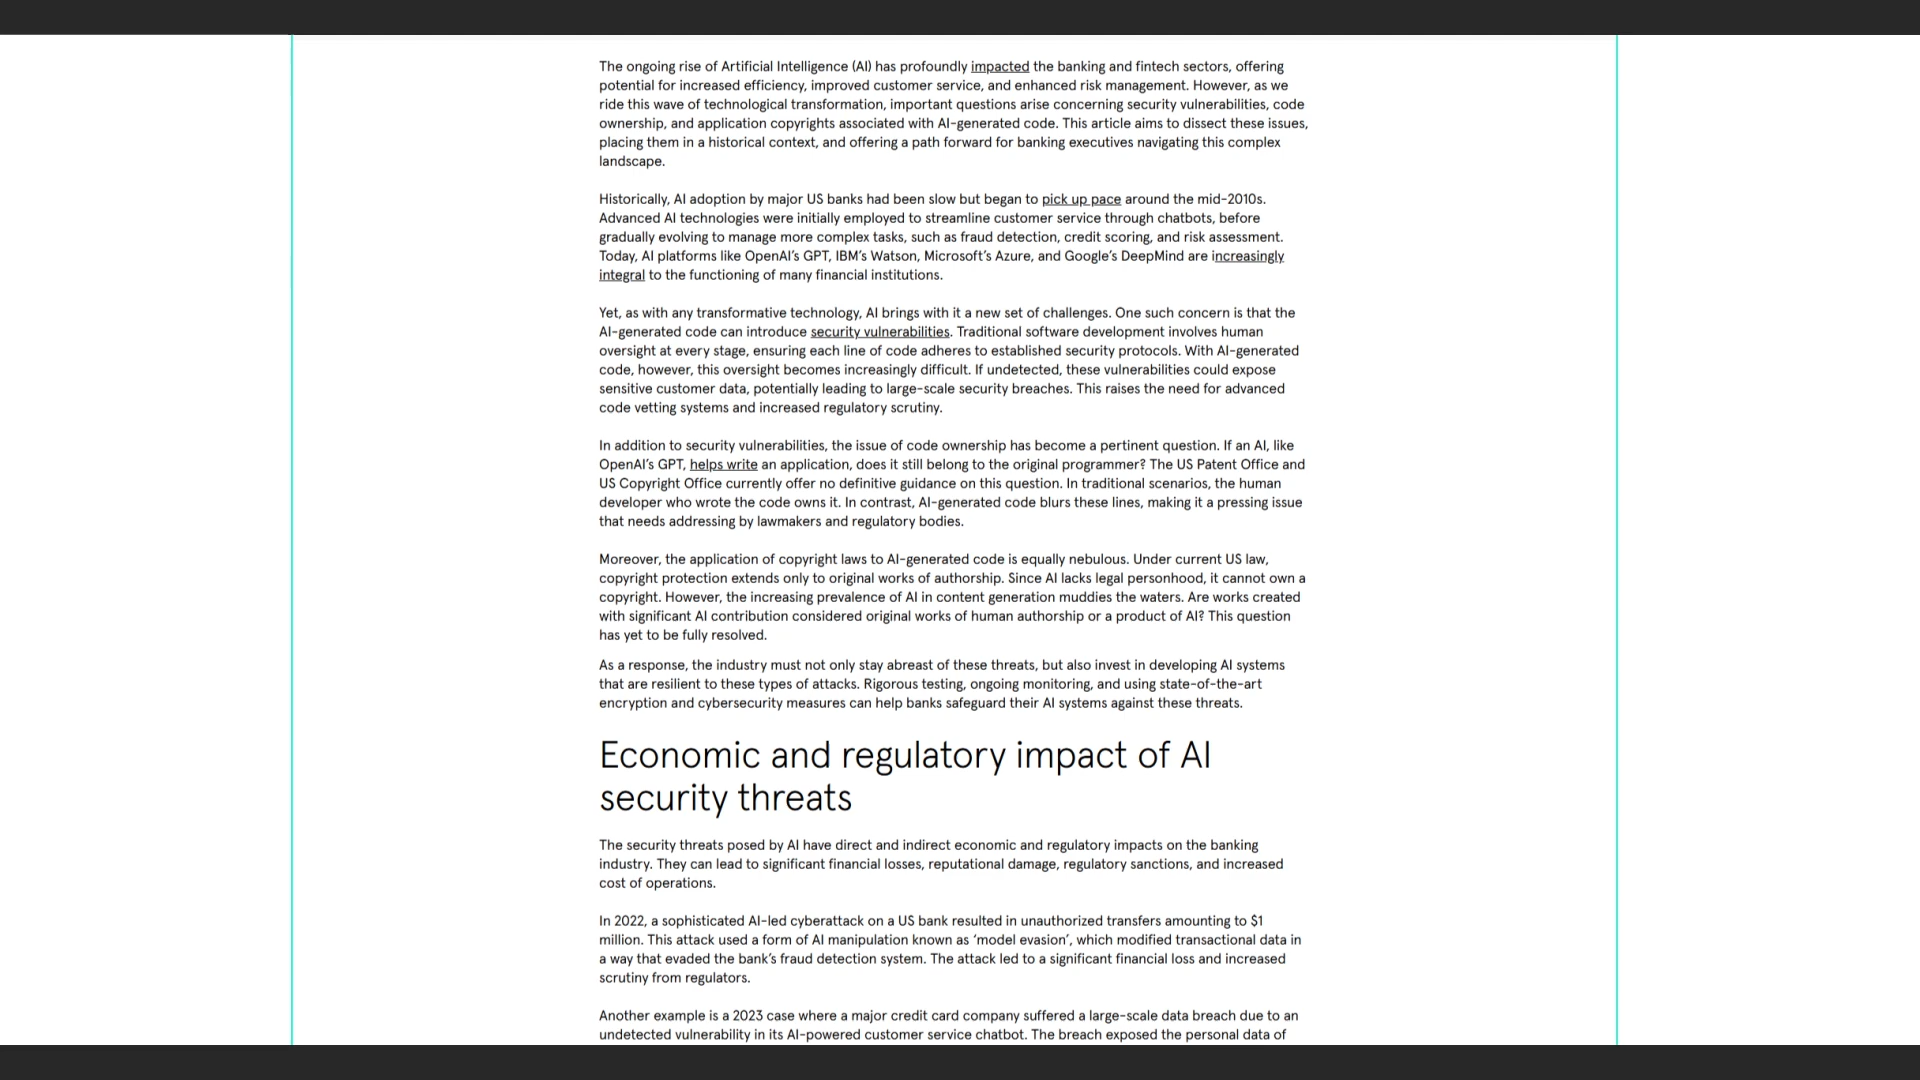 The ongoing rise of Artificial Intelligence (AI) has profoundly impacted the banking and fintech sectors, offering
potential for increased efficiency, improved customer service, and enhanced risk management. However, as we
ride this wave of technological transformation, important questions arise concerning security vulnerabilities, code
ownership, and application copyrights associated with AI-generated code. This article aims to dissect these issues,
placing them in a historical context, and offering a path forward for banking executives navigating this complex
landscape.
Historically, AI adoption by major US banks had been slow but began to pick up pace around the mid-2010s.
Advanced AI technologies were initially employed to streamline customer service through chatbots, before
gradually evolving to manage more complex tasks, such as fraud detection, credit scoring, and risk assessment.
Today, AI platforms like OpenAI's GPT, IBM's Watson, Microsoft's Azure, and Google's DeepMind are increasingly
integral to the functioning of many financial institutions.
Yet, as with any transformative technology, AI brings with it a new set of challenges. One such concern is that the
AI-generated code can introduce security vulnerabilities. Traditional software development involves human
oversight at every stage, ensuring each line of code adheres to established security protocols. With AI-generated
code, however, this oversight becomes increasingly difficult. If undetected, these vulnerabilities could expose
sensitive customer data, potentially leading to large-scale security breaches. This raises the need for advanced
code vetting systems and increased regulatory scrutiny.
In addition to security vulnerabilities, the issue of code ownership has become a pertinent question. If an AI, like
OpenAI's GPT, helps write an application, does it still belong to the original programmer? The US Patent Office and
US Copyright Office currently offer no definitive guidance on this question. In traditional scenarios, the human
developer who wrote the code owns it. In contrast, AI-generated code blurs these lines, making it a pressing issue
that needs addressing by lawmakers and regulatory bodies.
Moreover, the application of copyright laws to AI-generated code is equally nebulous. Under current US law,
copyright protection extends only to original works of authorship. Since AI lacks legal personhood, it cannot own a
copyright. However, the increasing prevalence of AI in content generation muddies the waters. Are works created
with significant AI contribution considered original works of human authorship or a product of AI? This question
has yet to be fully resolved.
As a response, the industry must not only stay abreast of these threats, but also invest in developing AI systems
that are resilient to these types of attacks. Rigorous testing, ongoing monitoring, and using state-of-the-art
encryption and cybersecurity measures can help banks safeguard their AI systems against these threats.
Economic and regulatory impact of AI
security threats
The security threats posed by AI have direct and indirect economic and regulatory impacts on the banking
industry. They can lead to significant financial losses, reputational damage, regulatory sanctions, and increased
cost of operations.
In 2022, a sophisticated AI-led cyberattack on a US bank resulted in unauthorized transfers amounting to $1
million. This attack used a form of AI manipulation known as ‘model evasion’, which modified transactional data in
a way that evaded the bank's fraud detection system. The attack led to a significant financial loss and increased
scrutiny from regulators.
Another example is a 2023 case where a major credit card company suffered a large-scale data breach due to an
undetected vulnerability in its AI-powered customer service chatbot. The breach exposed the personal data of